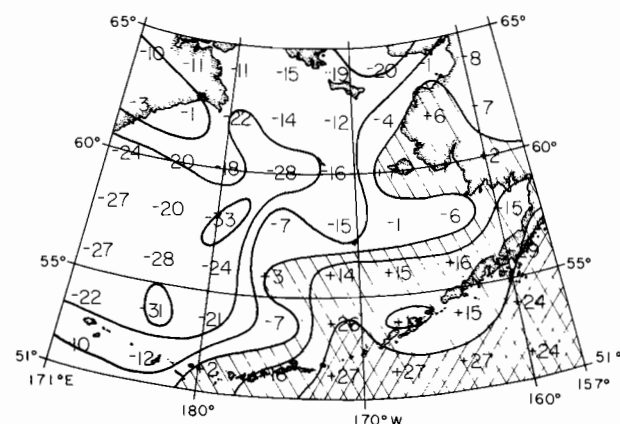 65° 65°
-10 -11 -11 -15 -19 -20 -1 -8
-3 -1 -22 -14 -12 -4 +6 -7
60° 60°
-24 -20 -18 -28 -16 +2
-27 -20 -33 -7 -15 -1 -6 +15
-27 -28 -24 +3 +14 +15 +16
55° 55°
-22 -31 -21 -7 +15 +24
-10 -12 +2 +27 +27 +27 +24
51° 51°
171°E 180° 170°W 160° 157°